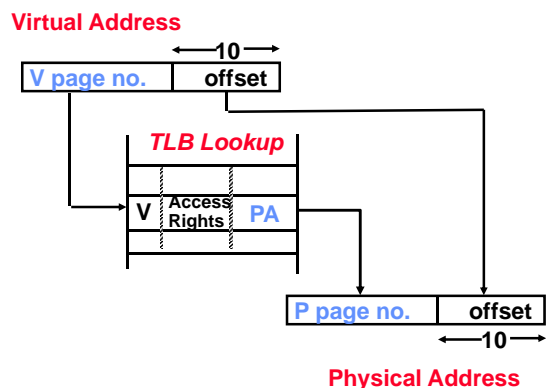 Virtual Address
10
V page no. offset
TLB Lookup
V Access Rights PA
P page no. offset
10
Physical Address